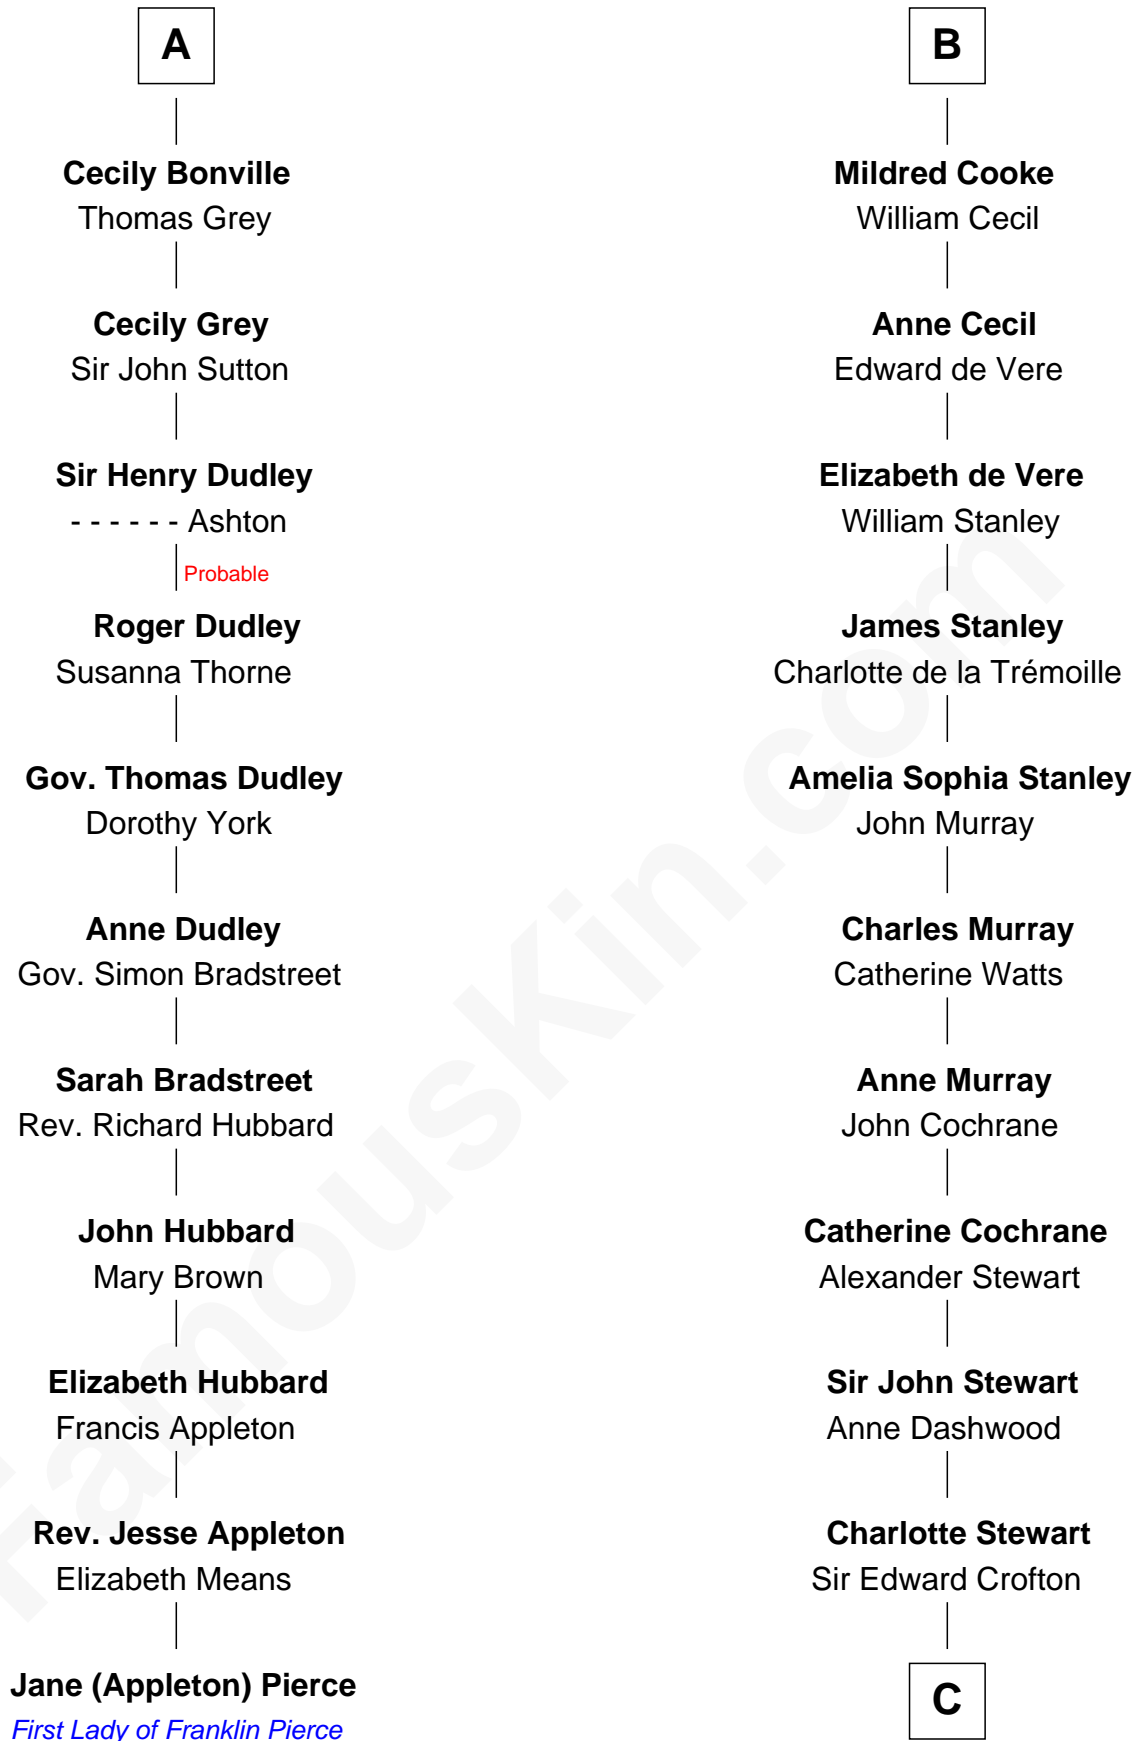 A
Cecily Bonville
Thomas Grey
Cecily Grey
Sir John Sutton
Sir Henry Dudley
- - - - - - Ashton
Probable
Roger Dudley
Susanna Thorne
Gov. Thomas Dudley
Dorothy York
Anne Dudley
Gov. Simon Bradstreet
Sarah Bradstreet
Rev. Richard Hubbard
John Hubbard
Mary Brown
Elizabeth Hubbard
Francis Appleton
Rev. Jesse Appleton
Elizabeth Means
Jane (Appleton) Pierce
First Lady of Franklin Pierce
B
Mildred Cooke
William Cecil
Anne Cecil
Edward de Vere
Elizabeth de Vere
William Stanley
James Stanley
Charlotte de la Trémoille
Amelia Sophia Stanley
John Murray
Charles Murray
Catherine Watts
Anne Murray
John Cochrane
Catherine Cochrane
Alexander Stewart
Sir John Stewart
Anne Dashwood
Charlotte Stewart
Sir Edward Crofton
C
FamousKin.com